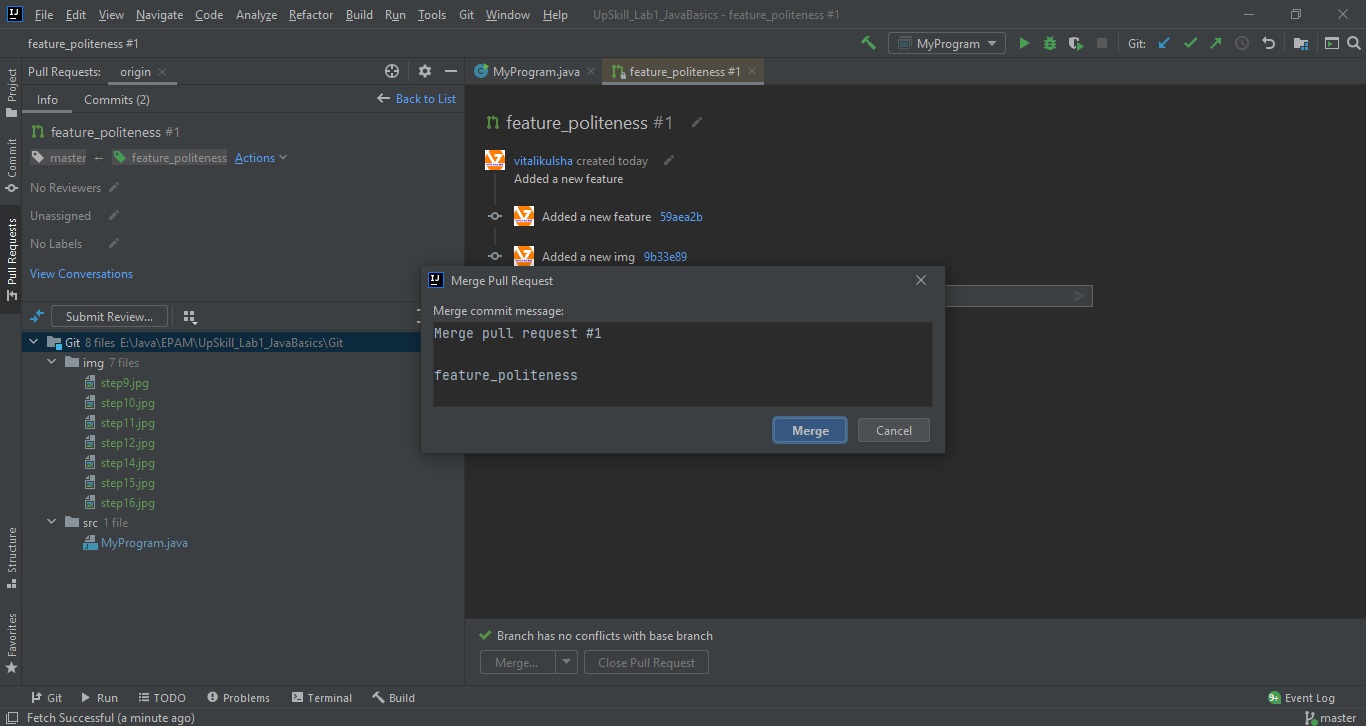 File Edit View Navigate Code Analyze Refactor Build Run Tools Git Window Help UpSkill_Lab1_JavaBasics - feature_politeness #1
feature_politeness #1 MyProgram Git:
Pull Requests: origin MyProgram.java feature_politeness #1
Info Commits (2) Back to List
feature_politeness #1
master ← feature_politeness Actions
No Reviewers
Unassigned
No Labels
View Conversations
Submit Review...
Git 8 files E:\Java\EPAM\UpSkill_Lab1_JavaBasics\Git
img 7 files
step9.jpg
step10.jpg
step11.jpg
step12.jpg
step14.jpg
step15.jpg
step16.jpg
src 1 file
MyProgram.java
feature_politeness #1
vitalikulsha created today
Added a new feature
Added a new feature 59aea2b
Added a new img 9b33e89
Merge Pull Request
Merge commit message:
Merge pull request #1
feature_politeness
Merge Cancel
Branch has no conflicts with base branch
Merge... Close Pull Request
Project
Commit
Pull Requests
Structure
Favorites
Git Run TODO Problems Terminal Build 9+ Event Log
Fetch Successful (a minute ago) master